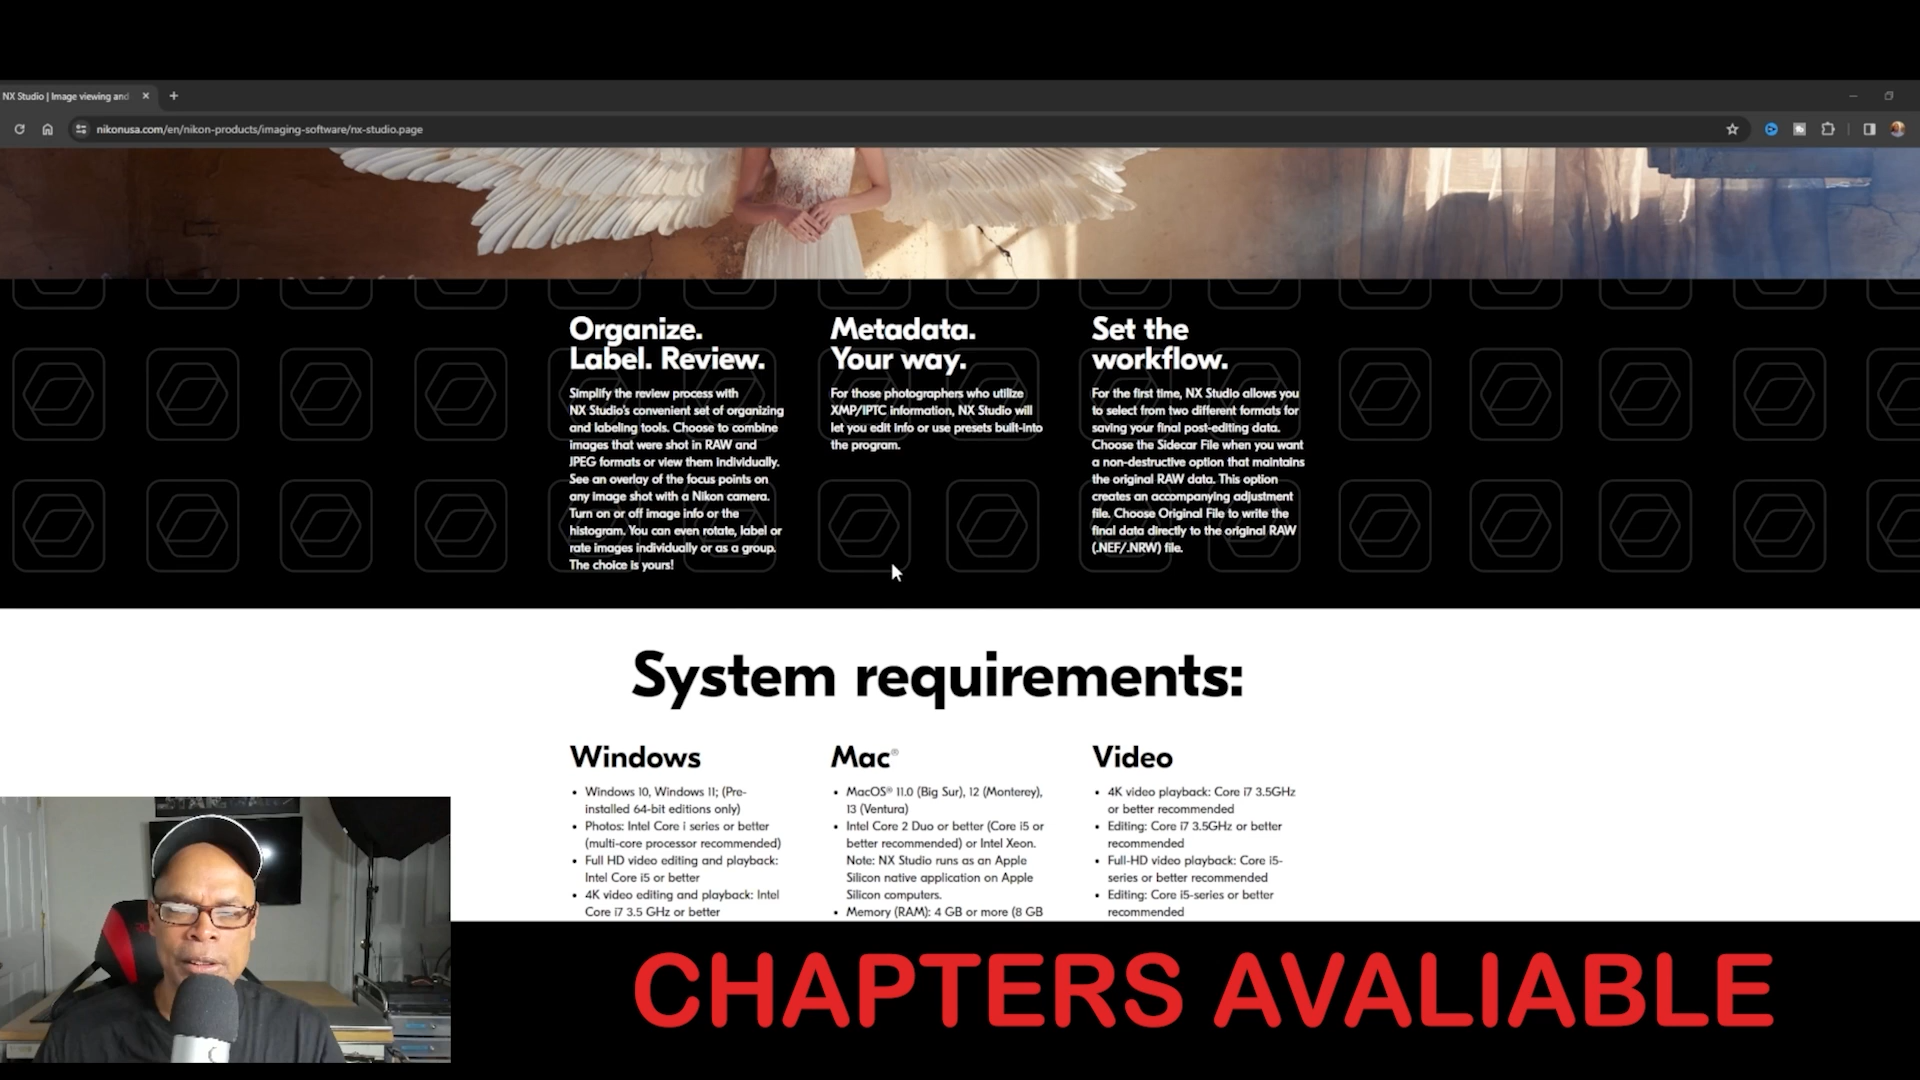 NX Studio | Image viewing and
nikonusa.com/en/nikon-products/imaging-software/nx-studio.page
Organize.
Label. Review.
Simplify the review process with
NX Studio's convenient set of organizing
and labeling tools. Choose to combine
images that were shot in RAW and
JPEG formats or view them individually.
See an overlay of the focus points on
any image shot with a Nikon camera.
Turn on or off image info or the
histogram. You can even rotate, label or
rate images individually or as a group.
The choice is yours!
Metadata.
Your way.
For those photographers who utilize
XMP/IPTC information, NX Studio will
let you edit info or use presets built-into
the program.
Set the
workflow.
For the first time, NX Studio allows you
to select from two different formats for
saving your final post-editing data.
Choose the Sidecar File when you want
a non-destructive option that maintains
the original RAW data. This option
creates an accompanying adjustment
file. Choose Original File to write the
final data directly to the original RAW
(.NEF/.NRW) file.
System requirements:
Windows
• Windows 10, Windows 11; (Pre-
installed 64-bit editions only)
• Photos: Intel Core i series or better
(multi-core processor recommended)
• Full HD video editing and playback:
Intel Core i5 or better
• 4K video editing and playback: Intel
Core i7 3.5 GHz or better
Mac®
• MacOS® 11.0 (Big Sur), 12 (Monterey),
13 (Ventura)
• Intel Core 2 Duo or better (Core i5 or
better recommended) or Intel Xeon.
Note: NX Studio runs as an Apple
Silicon native application on Apple
Silicon computers.
• Memory (RAM): 4 GB or more (8 GB
Video
• 4K video playback: Core i7 3.5GHz
or better recommended
• Editing: Core i7 3.5GHz or better
recommended
• Full-HD video playback: Core i5-
series or better recommended
• Editing: Core i5-series or better
recommended
CHAPTERS AVALIABLE